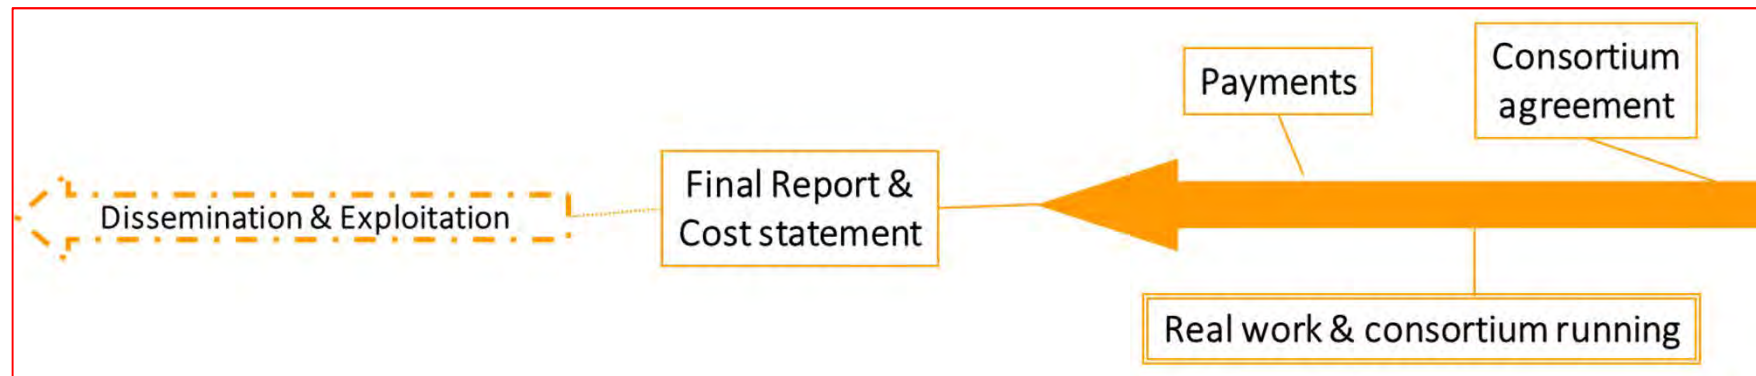 Payments
Consortium
agreement
Dissemination & Exploitation
Final Report &
Cost statement
Real work & consortium running